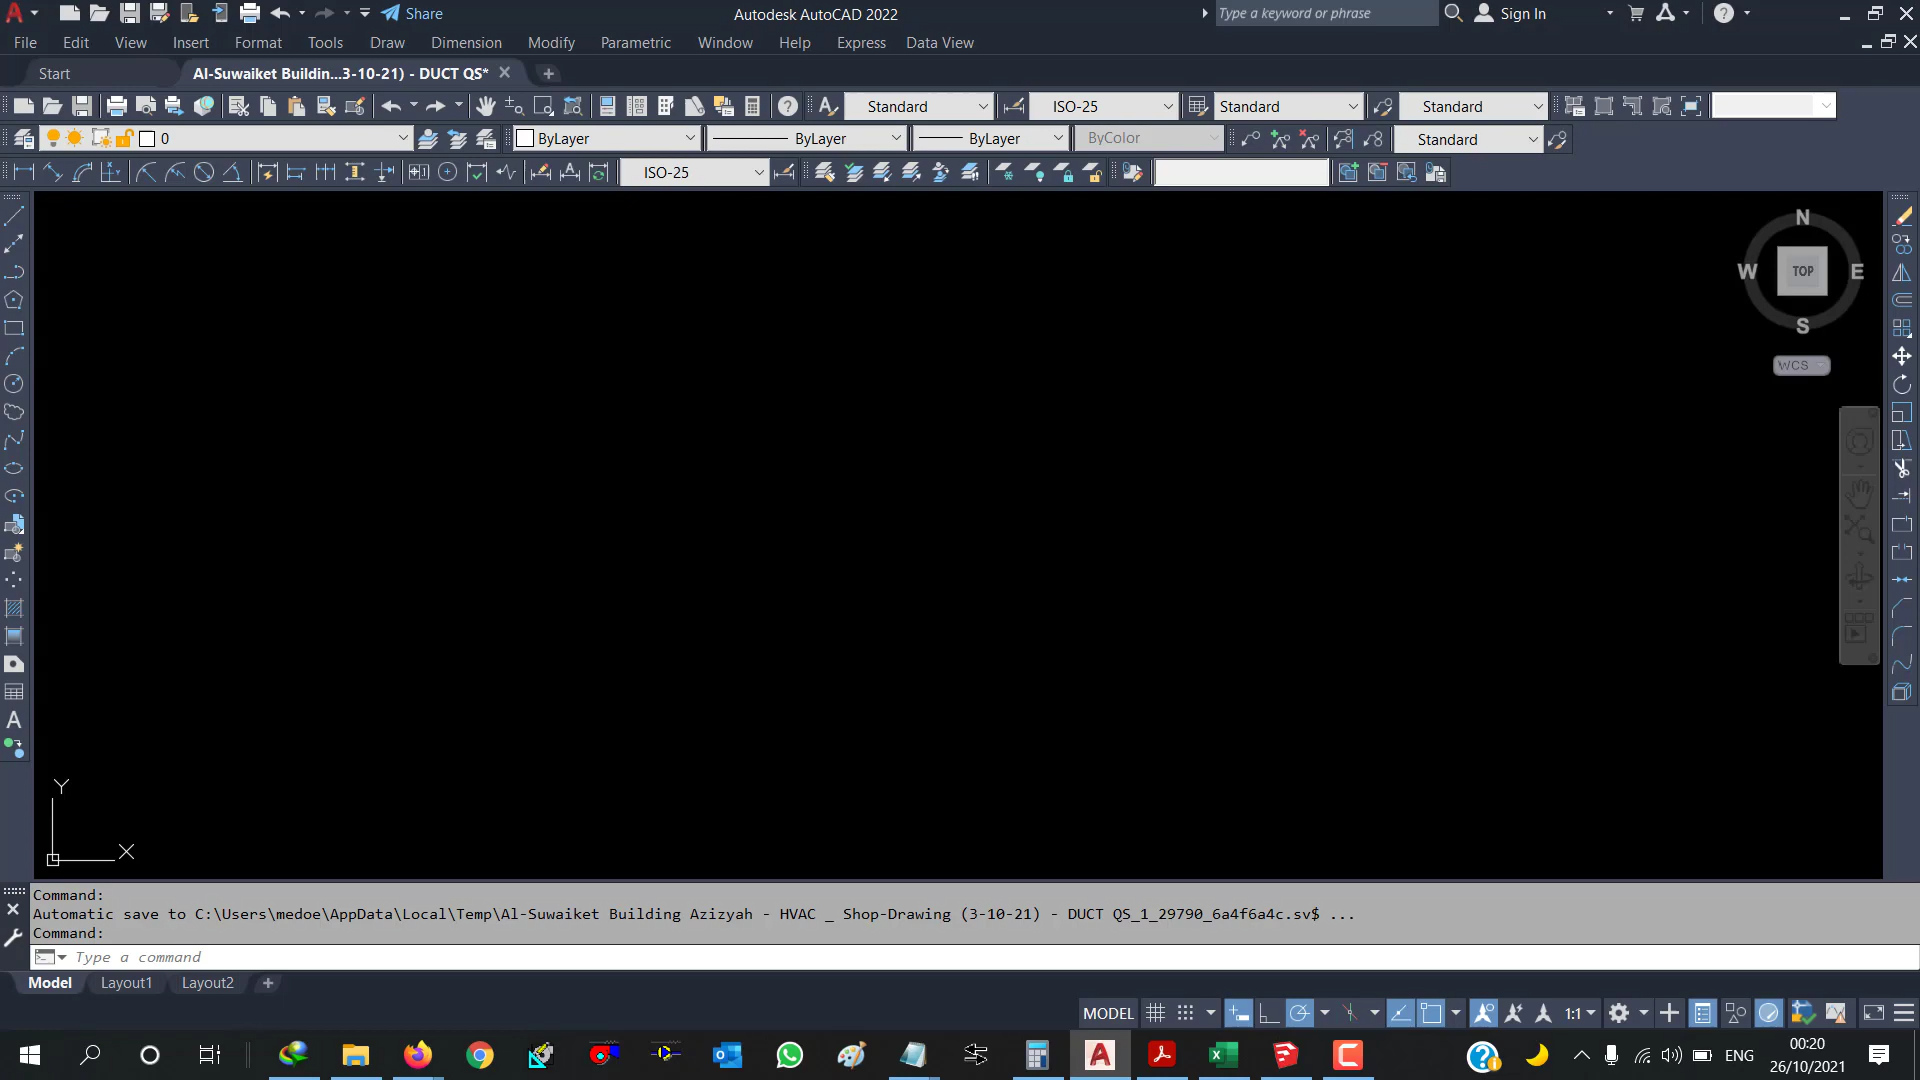 Share
Autodesk AutoCAD 2022
Type a keyword or phrase
Sign In
File Edit View Insert Format Tools Draw Dimension Modify Parametric Window Help Express Data View
Start
Al-Suwaiket Buildin...3-10-21) - DUCT QS*
Standard
ISO-25
Standard
Standard
0
ByLayer
ByLayer
ByLayer
ByColor
Standard
ISO-25
N
W
TOP
E
S
WCS
Y
X
Command:
Automatic save to C:\Users\medoe\AppData\Local\Temp\Al-Suwaiket Building Azizyah - HVAC _ Shop-Drawing (3-10-21) - DUCT QS_1_29790_6a4f6a4c.sv$ ...
Command:
Type a command
Model Layout1 Layout2
MODEL
1:1
ENG
00:20
26/10/2021